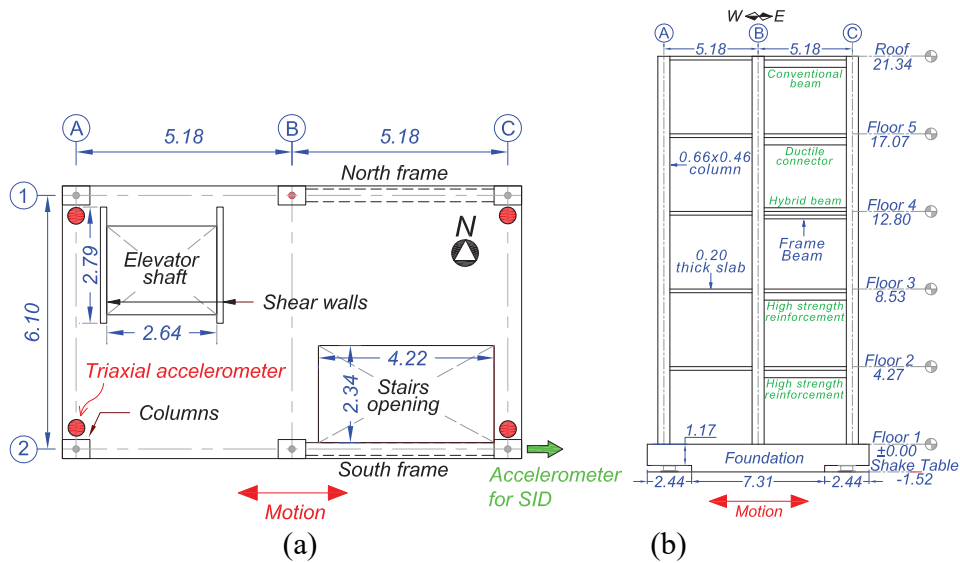 A
B
C
5.18
5.18
North frame
1
N
2.79
Elevator
shaft
Shear walls
2.64
6.10
4.22
Triaxial accelerometer
2.34
Stairs
opening
Columns
2
South frame
Accelerometer
for SID
Motion
(a)
W E
A
B
C
5.18
5.18
Roof
21.34
Conventional
beam
Floor 5
17.07
0.66x0.46
column
Ductile
connector
Hybrid beam
Floor 4
12.80
Frame
Beam
0.20
thick slab
Floor 3
8.53
High strength
reinforcement
Floor 2
4.27
High strength
reinforcement
1.17
Floor 1
±0.00
Foundation
Shake Table
-1.52
2.44
7.31
2.44
Motion
(b)